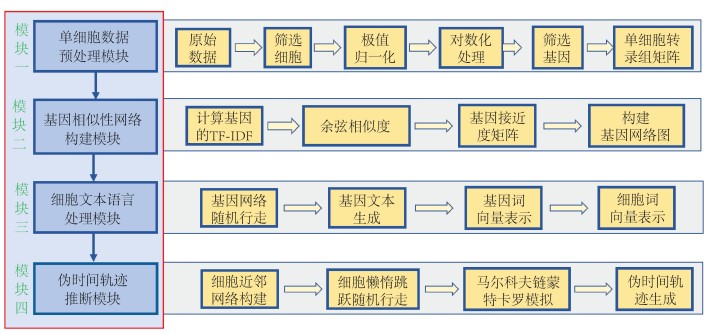 模块一
单细胞数据
预处理模块
原始
数据
筛选
细胞
极值
归一化
对数化
处理
筛选
基因
单细胞转
录组矩阵
模块二
基因相似性网络
构建模块
计算基因
的TF-IDF
余弦相似度
基因接近
度矩阵
构建
基因网络图
模块三
细胞文本语言
处理模块
基因网络
随机行走
基因文本
生成
基因词
向量表示
细胞词
向量表示
模块四
伪时间轨迹
推断模块
细胞近邻
网络构建
细胞懒惰跳
跃随机行走
马尔科夫链蒙
特卡罗模拟
伪时间轨
迹生成